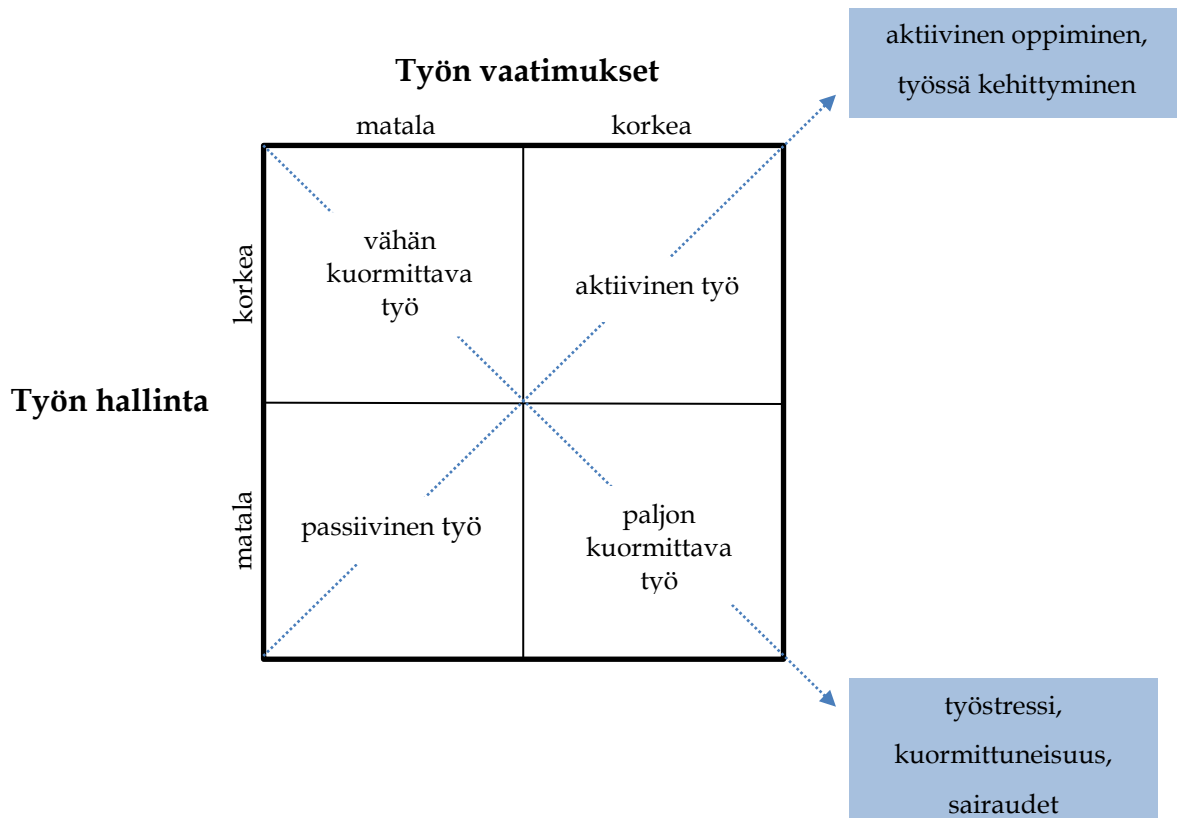 aktiivinen oppiminen,
työssä kehittyminen
Työn vaatimukset
matala
korkea
korkea
vähän
kuormittava
työ
aktiivinen työ
Työn hallinta
matala
passiivinen työ
paljon
kuormittava
työ
työstressi,
kuormittuneisuus,
sairaudet